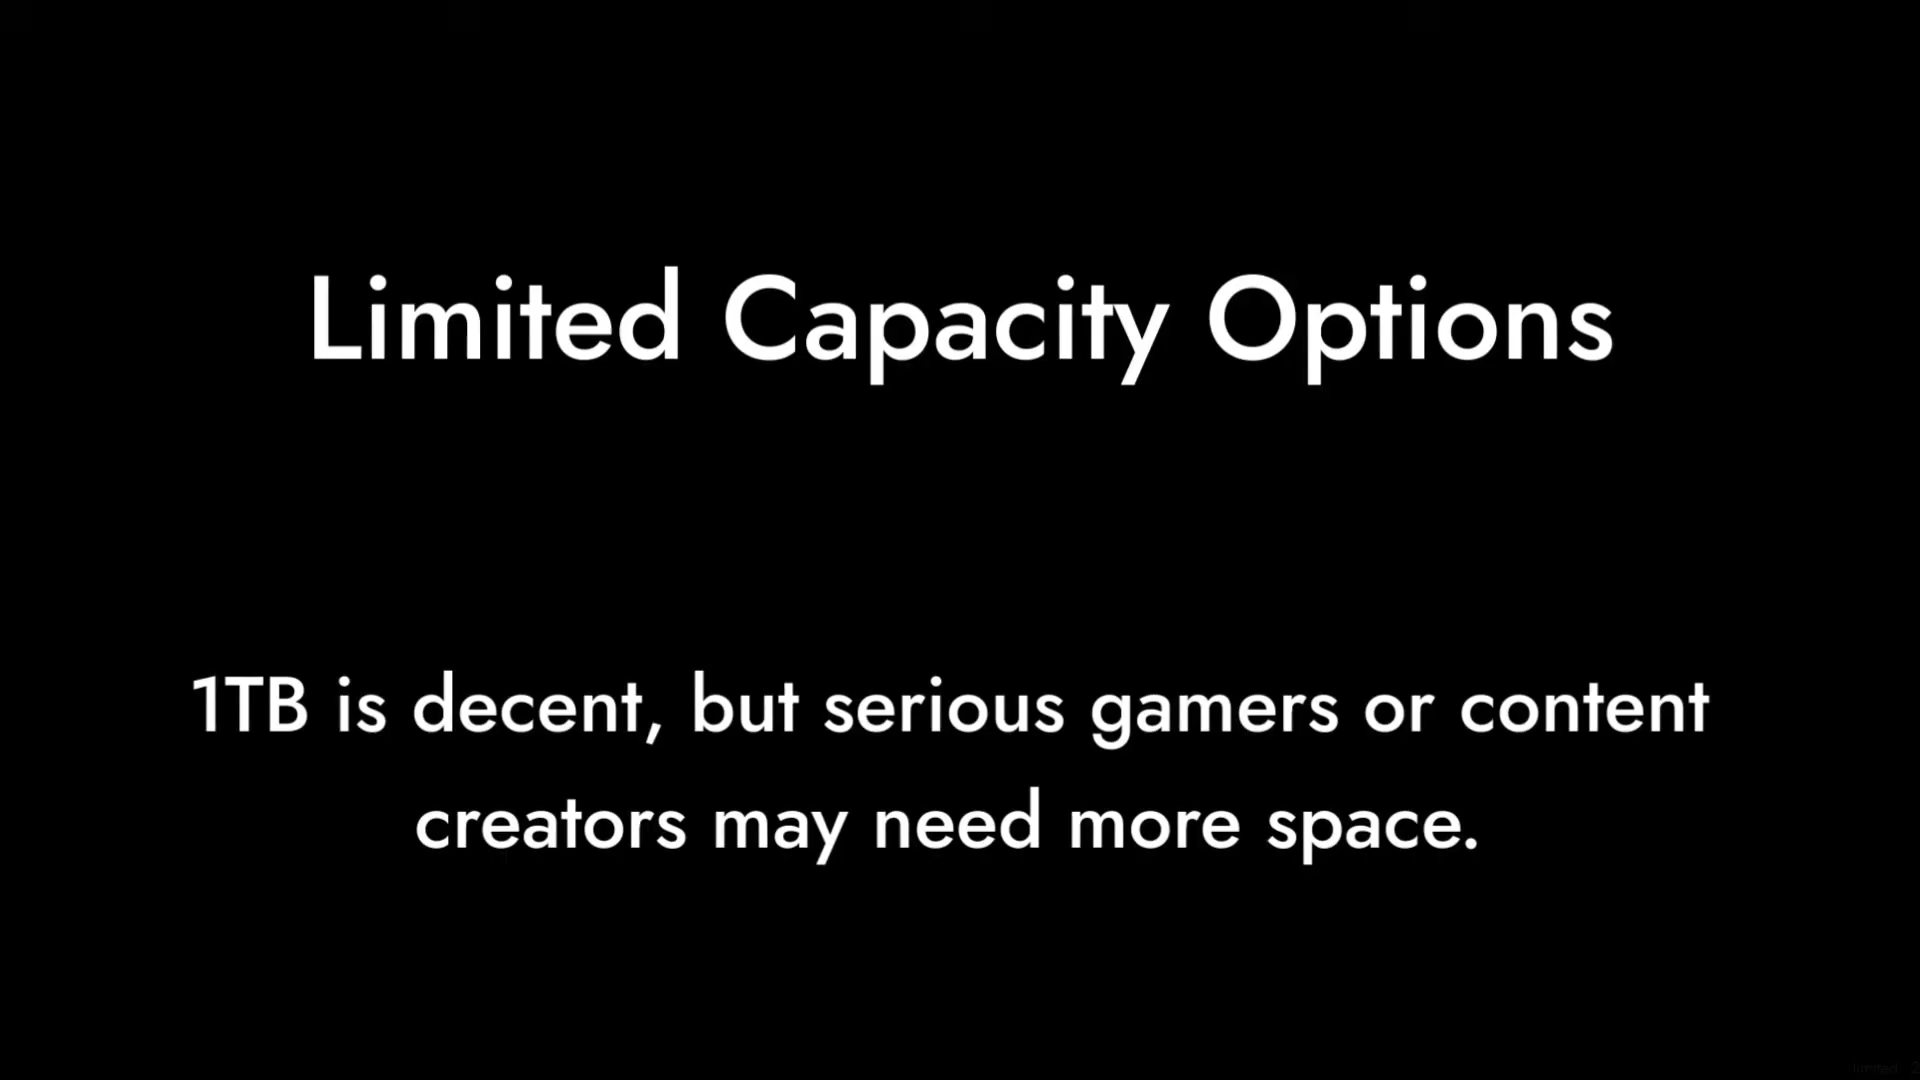 Limited Capacity Options
1TB is decent, but serious gamers or content
creators may need more space.